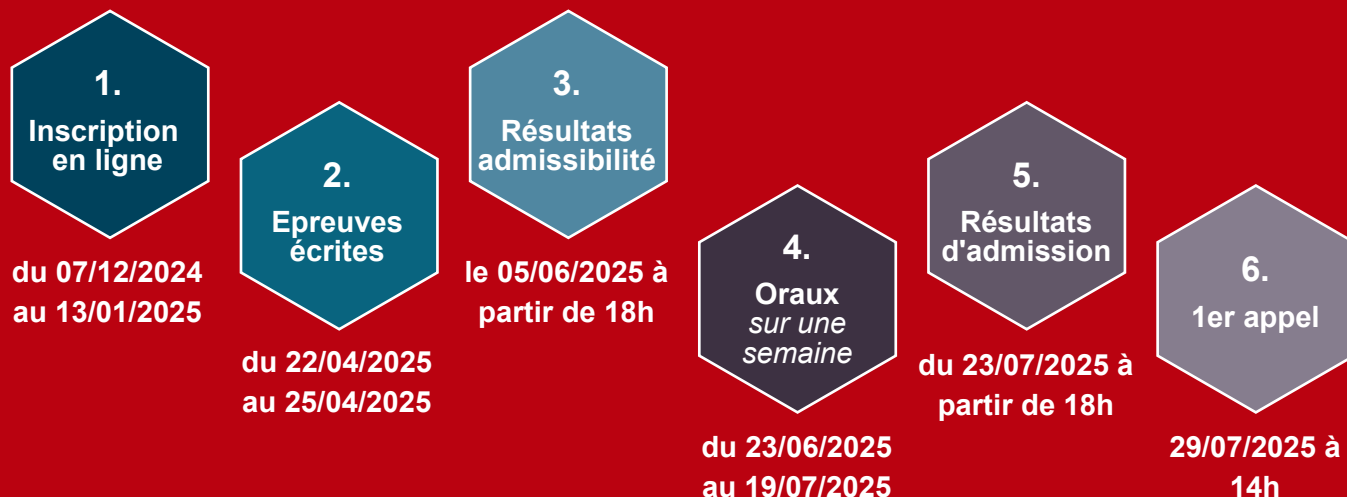 1.
Inscription
en ligne
du 07/12/2024
au 13/01/2025
2.
Epreuves
écrites
du 22/04/2025
au 25/04/2025
3.
Résultats
admissibilité
le 05/06/2025 à
partir de 18h
4.
Oraux
sur une
semaine
du 23/06/2025
au 19/07/2025
5.
Résultats
d'admission
du 23/07/2025 à
partir de 18h
6.
1er appel
29/07/2025 à
14h